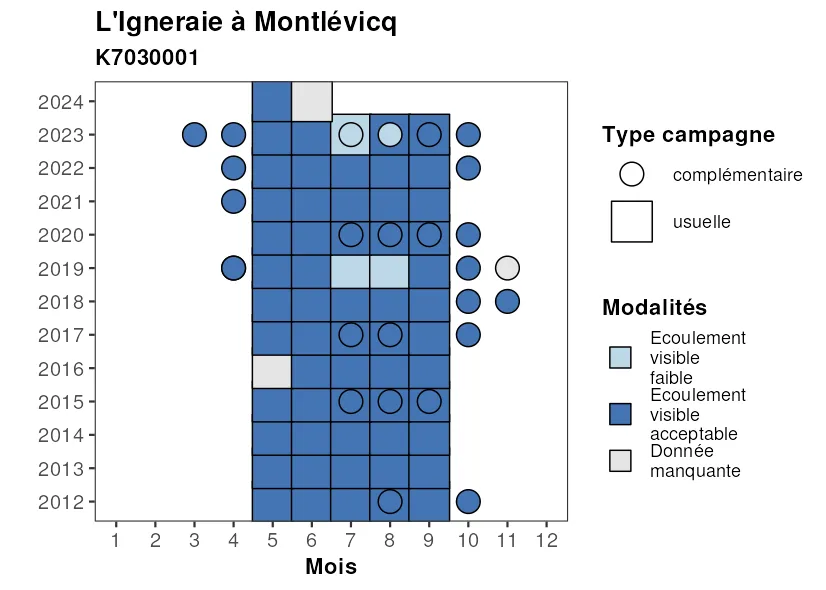 L'Igneraie à Montlévicq
K7030001
2024
2023
2022
2021
2020
2019
2018
2017
2016
2015
2014
2013
2012
1 2 3 4 5 6 7 8 9 10 11 12
Mois
Type campagne
complémentaire
usuelle
Modalités
Ecoulement
visible
faible
Ecoulement
visible
acceptable
Donnée
manquante